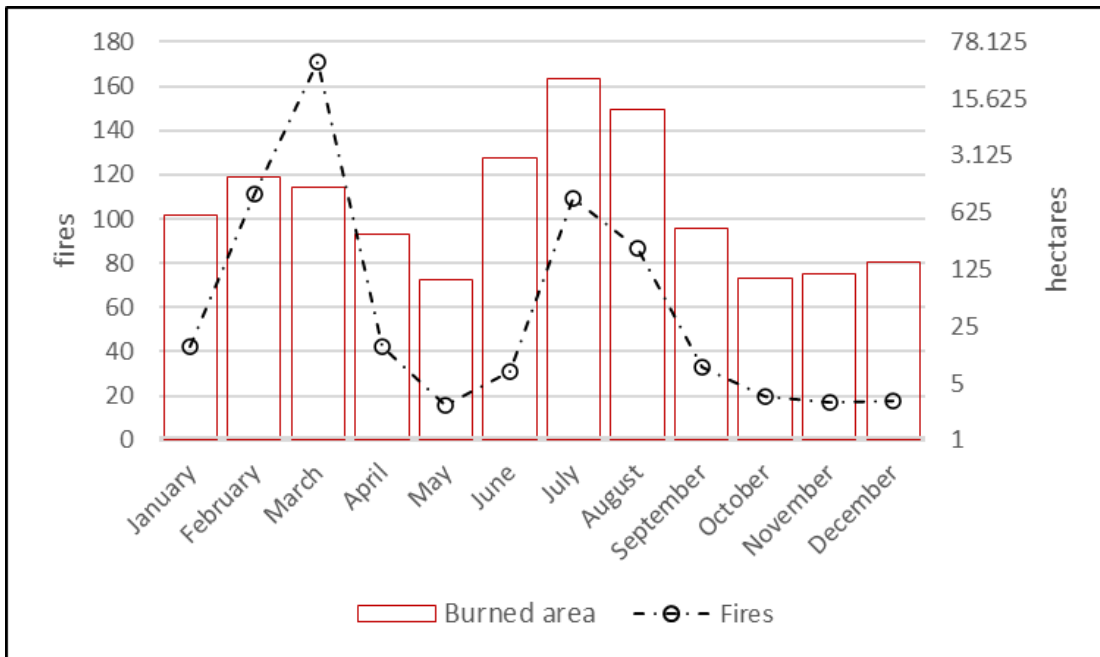 fires
180
160
140
120
100
80
60
40
20
0
78.125
15.625
3.125
625
125
25
5
1
hectares
January
February
March
April
May
June
July
August
September
October
November
December
Burned area
Fires